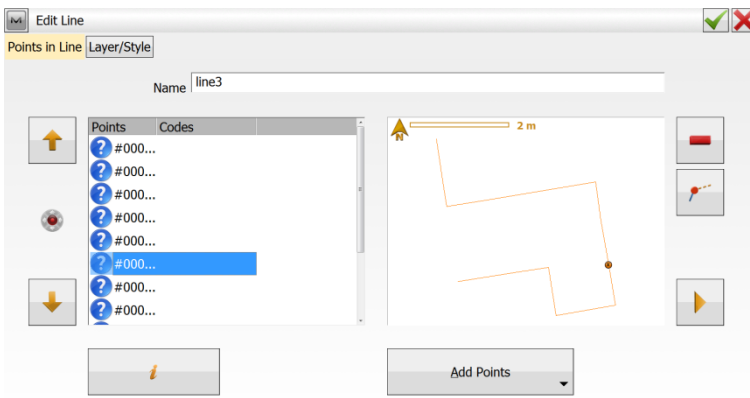 Edit Line
Points in Line Layer/Style
Name line3
Points Codes
#000...
#000...
#000...
#000...
#000...
#000...
#000...
#000...
N
2 m
i
Add Points